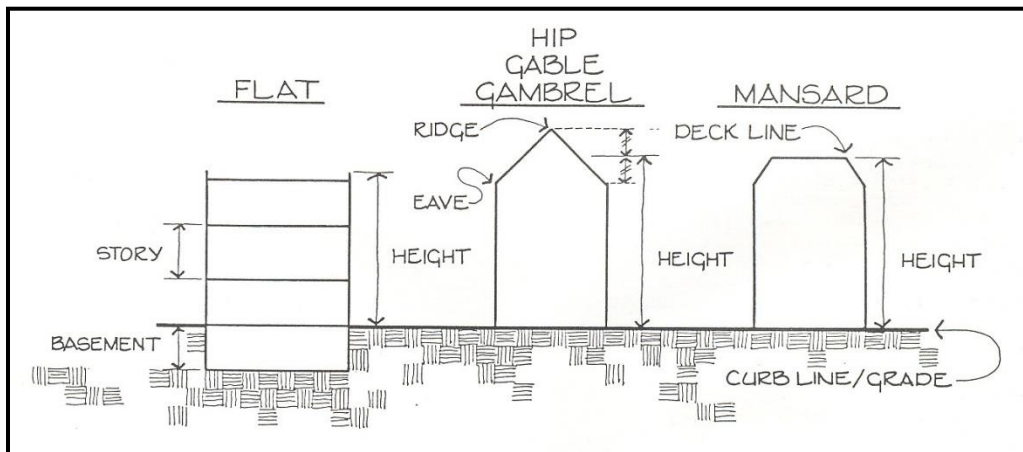 FLAT
HIP
GABLE
GAMBREL
MANSARD
RIDGE
DECK LINE
EAVE
STORY
HEIGHT
HEIGHT
HEIGHT
BASEMENT
CURB LINE/GRADE